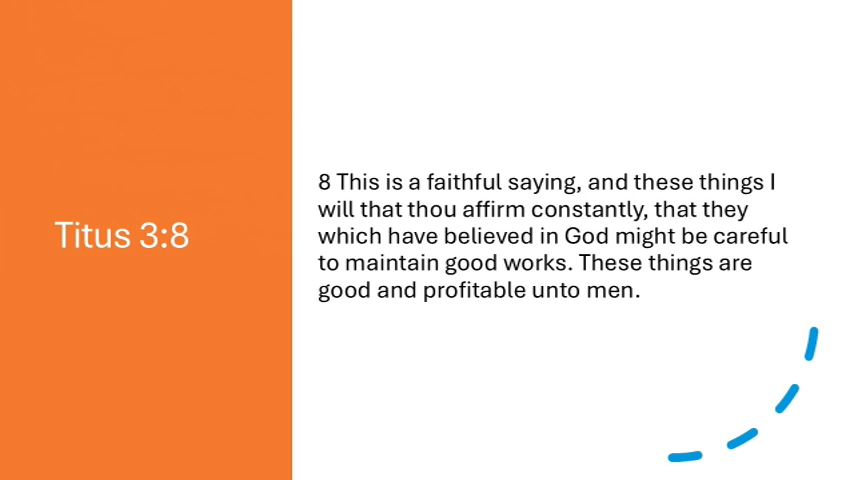 Titus 3:8
8 This is a faithful saying, and these things I
will that thou affirm constantly, that they
which have believed in God might be careful
to maintain good works. These things are
good and profitable unto men.